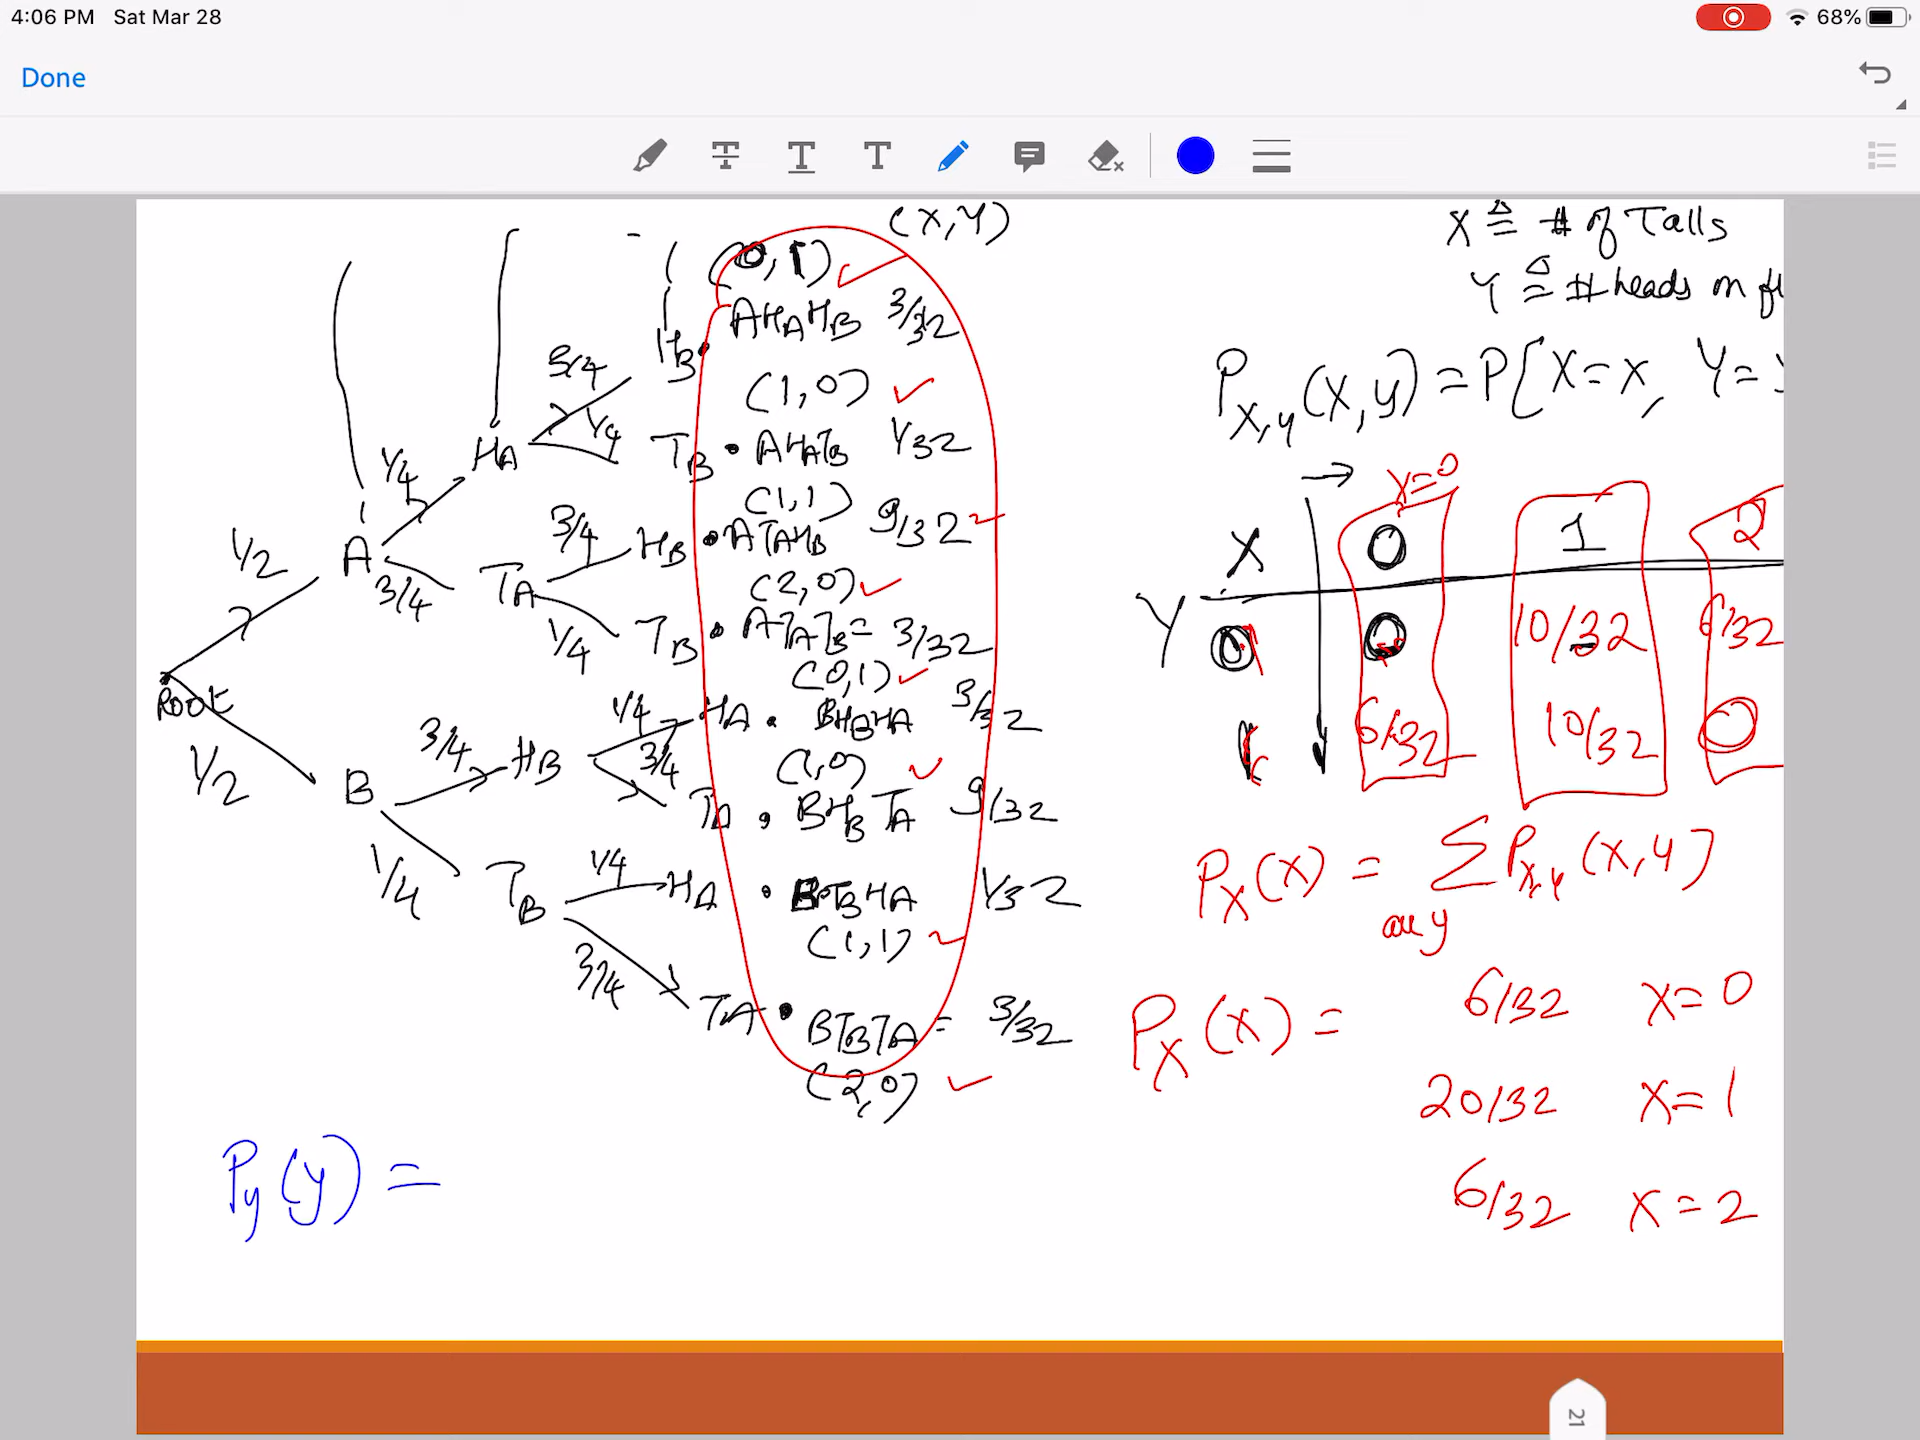 4:06 PM Sat Mar 28
68%
Done
(X,Y)
(0,1)
AHAHB 3/32
HB
3/4
(1,0)
1/4
HA
1/4
TB
AHATB 1/32
(1,1)
1/2
A
3/4
TA
3/4
HB
ATAHB 9/32
(2,0)
1/4
TB
ATATB = 3/32
(0,1)
ROOT
1/4
HA
BHBHA 3/32
3/4
HB
3/4
(1,0)
1/2
B
TA
BHBTA 9/32
1/4
TB
1/4
HA
BTBHA 1/32
(1,1)
3/4
TA
BTBTA = 3/32
(2,0)
Py(y) =
X ≜ # of Tails
Y ≜ # heads on
P X,Y (X,Y) = P[X=x, Y=
X=0
X 0 1 2
Y 0 0 10/32 6/32
1 6/32 10/32 0
PX(X) = Σ PX,Y (X,Y)
all y
PX(X) = 6/32 X=0
20/32 X=1
6/32 X=2
21